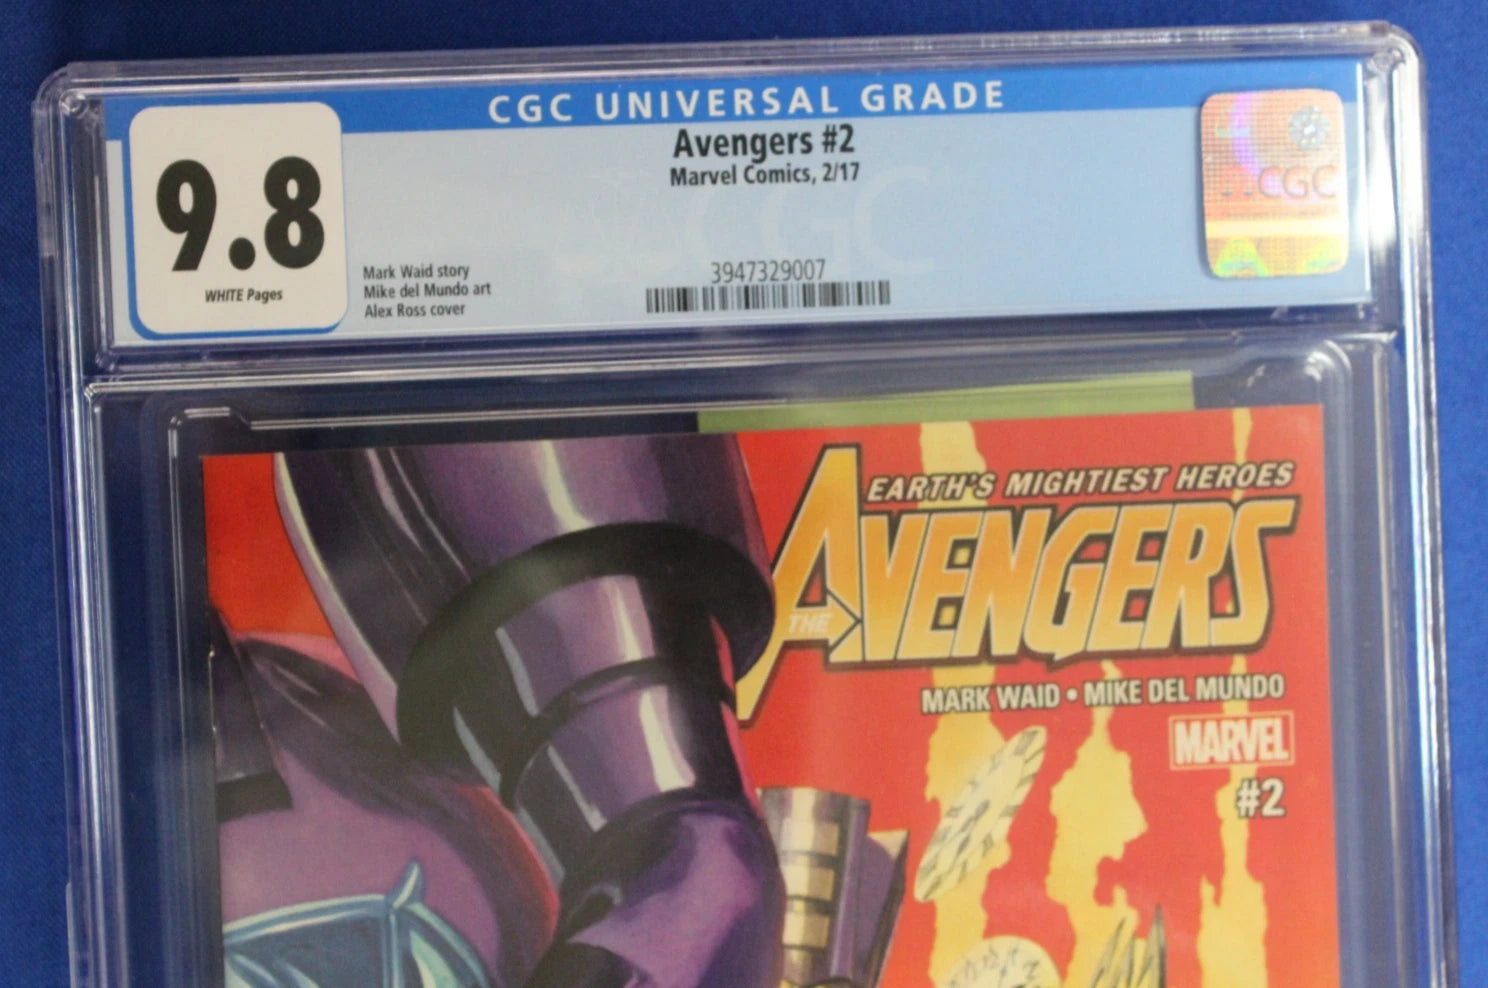 CGC UNIVERSAL GRADE
Avengers #2
Marvel Comics, 2/17
9.8
WHITE Pages
Mark Waid story
Mike del Mundo art
Alex Ross cover
3947329007
CGC
CGC
EARTH'S MIGHTIEST HEROES
THE AVENGERS
MARK WAID • MIKE DEL MUNDO
MARVEL
#2